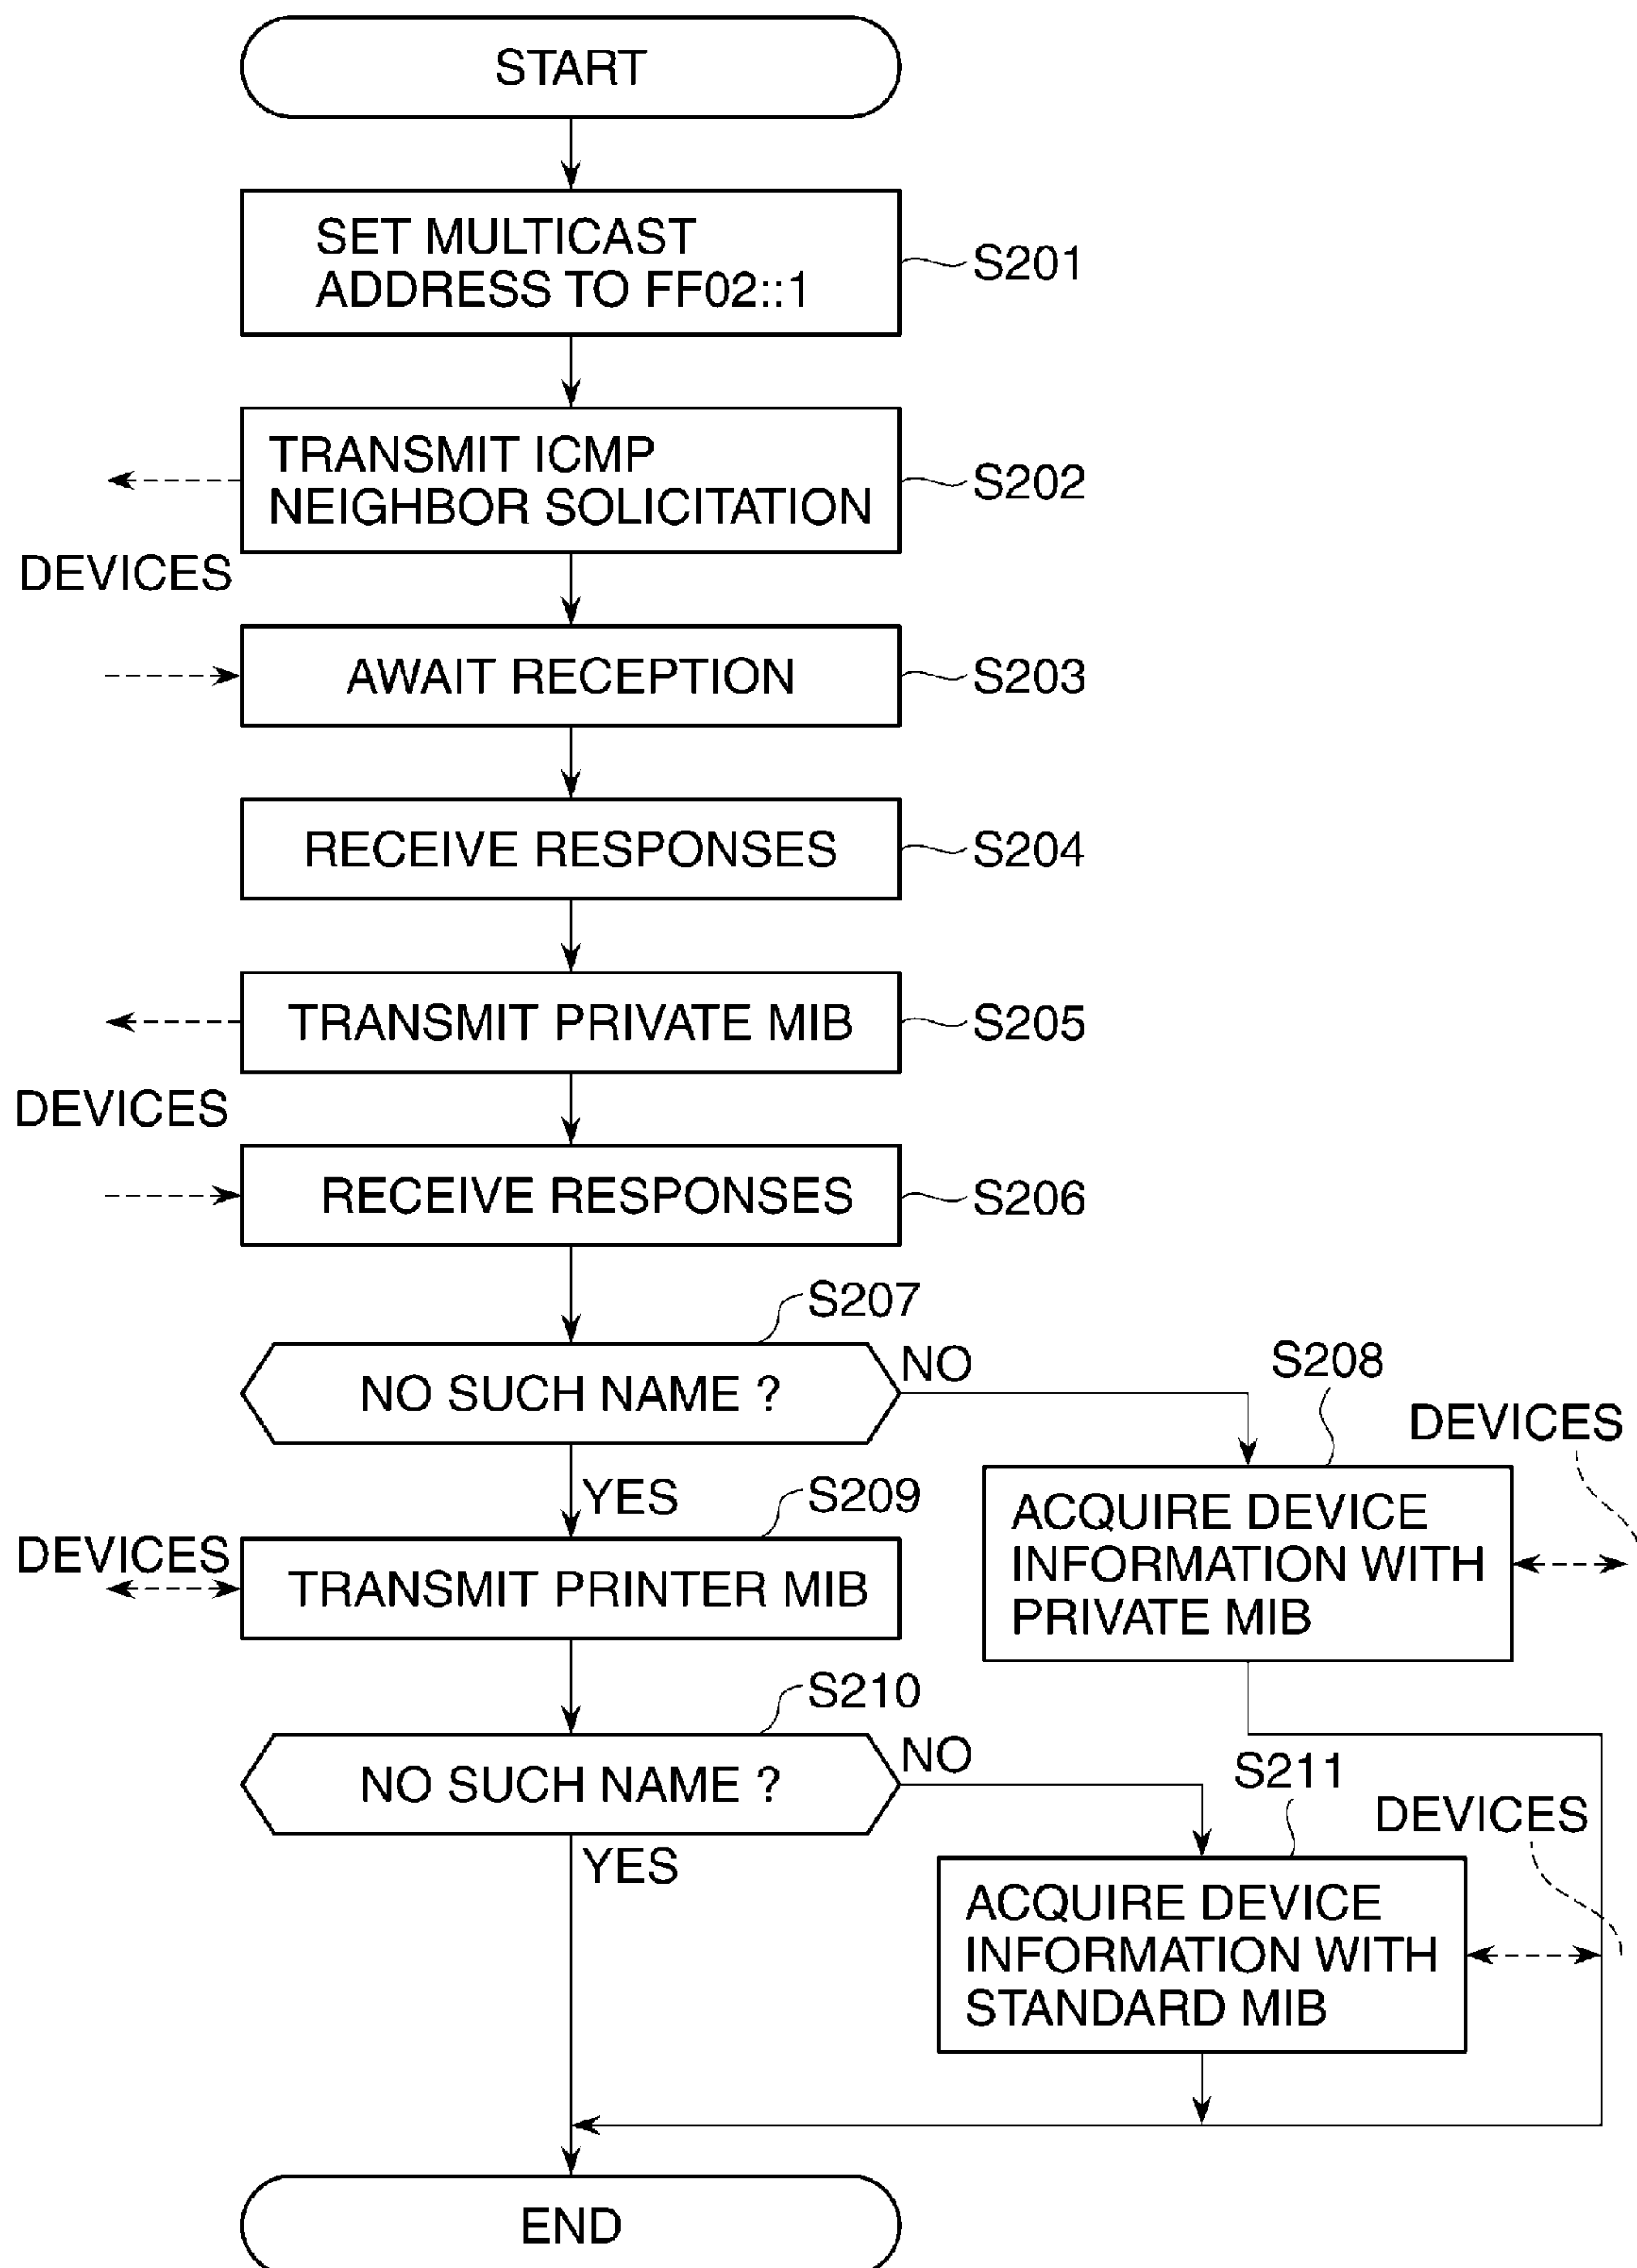 START
SET MULTICAST
ADDRESS TO FF02::1
S201
TRANSMIT ICMP
NEIGHBOR SOLICITATION
S202
DEVICES
AWAIT RECEPTION
S203
RECEIVE RESPONSES
S204
TRANSMIT PRIVATE MIB
S205
DEVICES
RECEIVE RESPONSES
S206
S207
NO SUCH NAME ?
NO
S208
DEVICES
ACQUIRE DEVICE
INFORMATION WITH
PRIVATE MIB
YES
S209
DEVICES
TRANSMIT PRINTER MIB
S210
NO SUCH NAME ?
NO
S211
DEVICES
ACQUIRE DEVICE
INFORMATION WITH
STANDARD MIB
YES
END